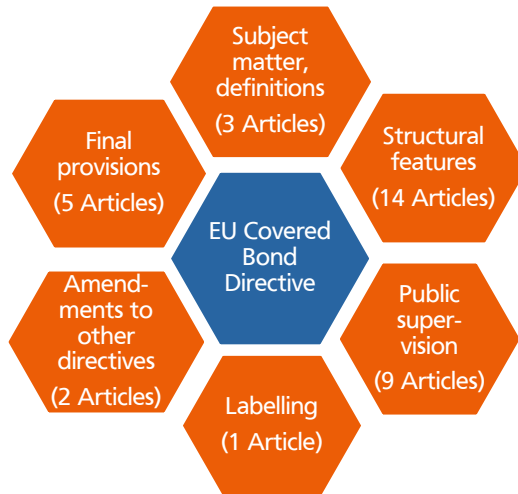 Subject
matter,
definitions
(3 Articles)
Structural
features
(14 Articles)
Public
super-
vision
(9 Articles)
Labelling
(1 Article)
Amend-
ments to
other
directives
(2 Articles)
Final
provisions
(5 Articles)
EU Covered
Bond
Directive